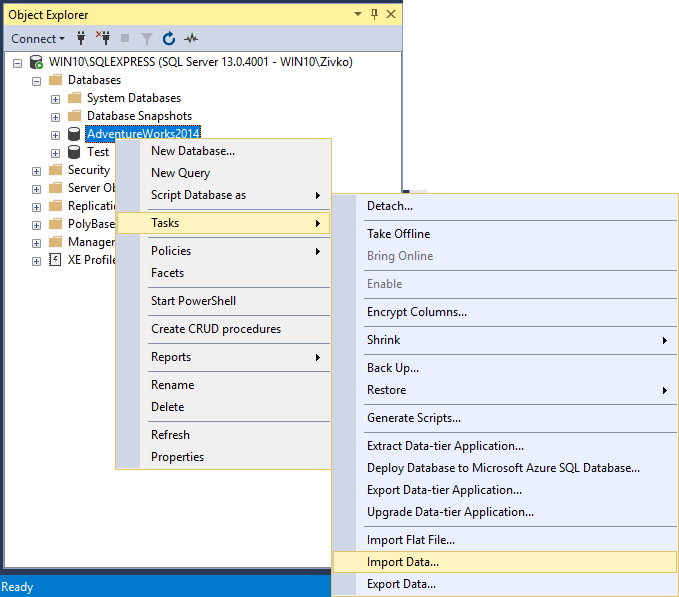 Object Explorer
Connect
WIN10\SQLEXPRESS (SQL Server 13.0.4001 - WIN10\Zivko)
Databases
System Databases
Database Snapshots
AdventureWorks2014
Test
Security
Server Ob
Replicati
PolyBase
Manager
XE Profile
New Database...
New Query
Script Database as
Tasks
Policies
Facets
Start PowerShell
Create CRUD procedures
Reports
Rename
Delete
Refresh
Properties
Detach...
Take Offline
Bring Online
Enable
Encrypt Columns...
Shrink
Back Up...
Restore
Generate Scripts...
Extract Data-tier Application...
Deploy Database to Microsoft Azure SQL Database...
Export Data-tier Application...
Upgrade Data-tier Application...
Import Flat File...
Import Data...
Export Data...
Ready